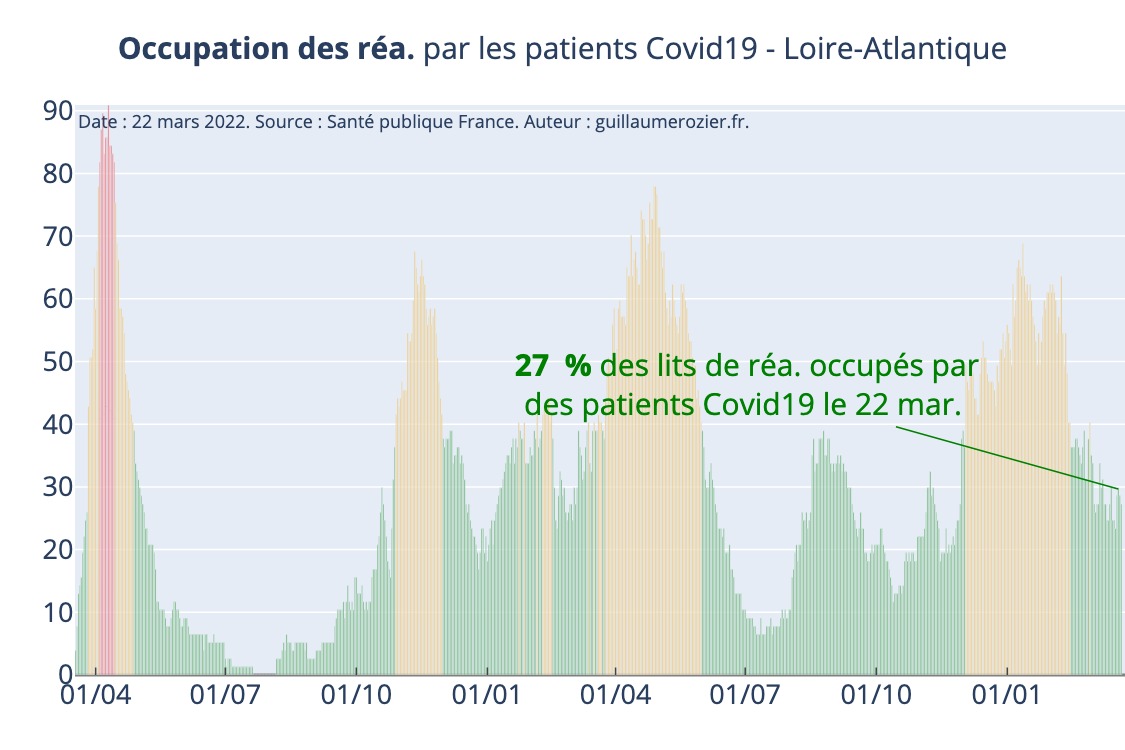 Occupation des réa. par les patients Covid19 - Loire-Atlantique
90
Date : 22 mars 2022. Source : Santé publique France. Auteur : guillaumerozier.fr.
80
70
60
50
27 % des lits de réa. occupés par
des patients Covid19 le 22 mar.
40
30
20
10
0
01/04 01/07 01/10 01/01 01/04 01/07 01/10 01/01